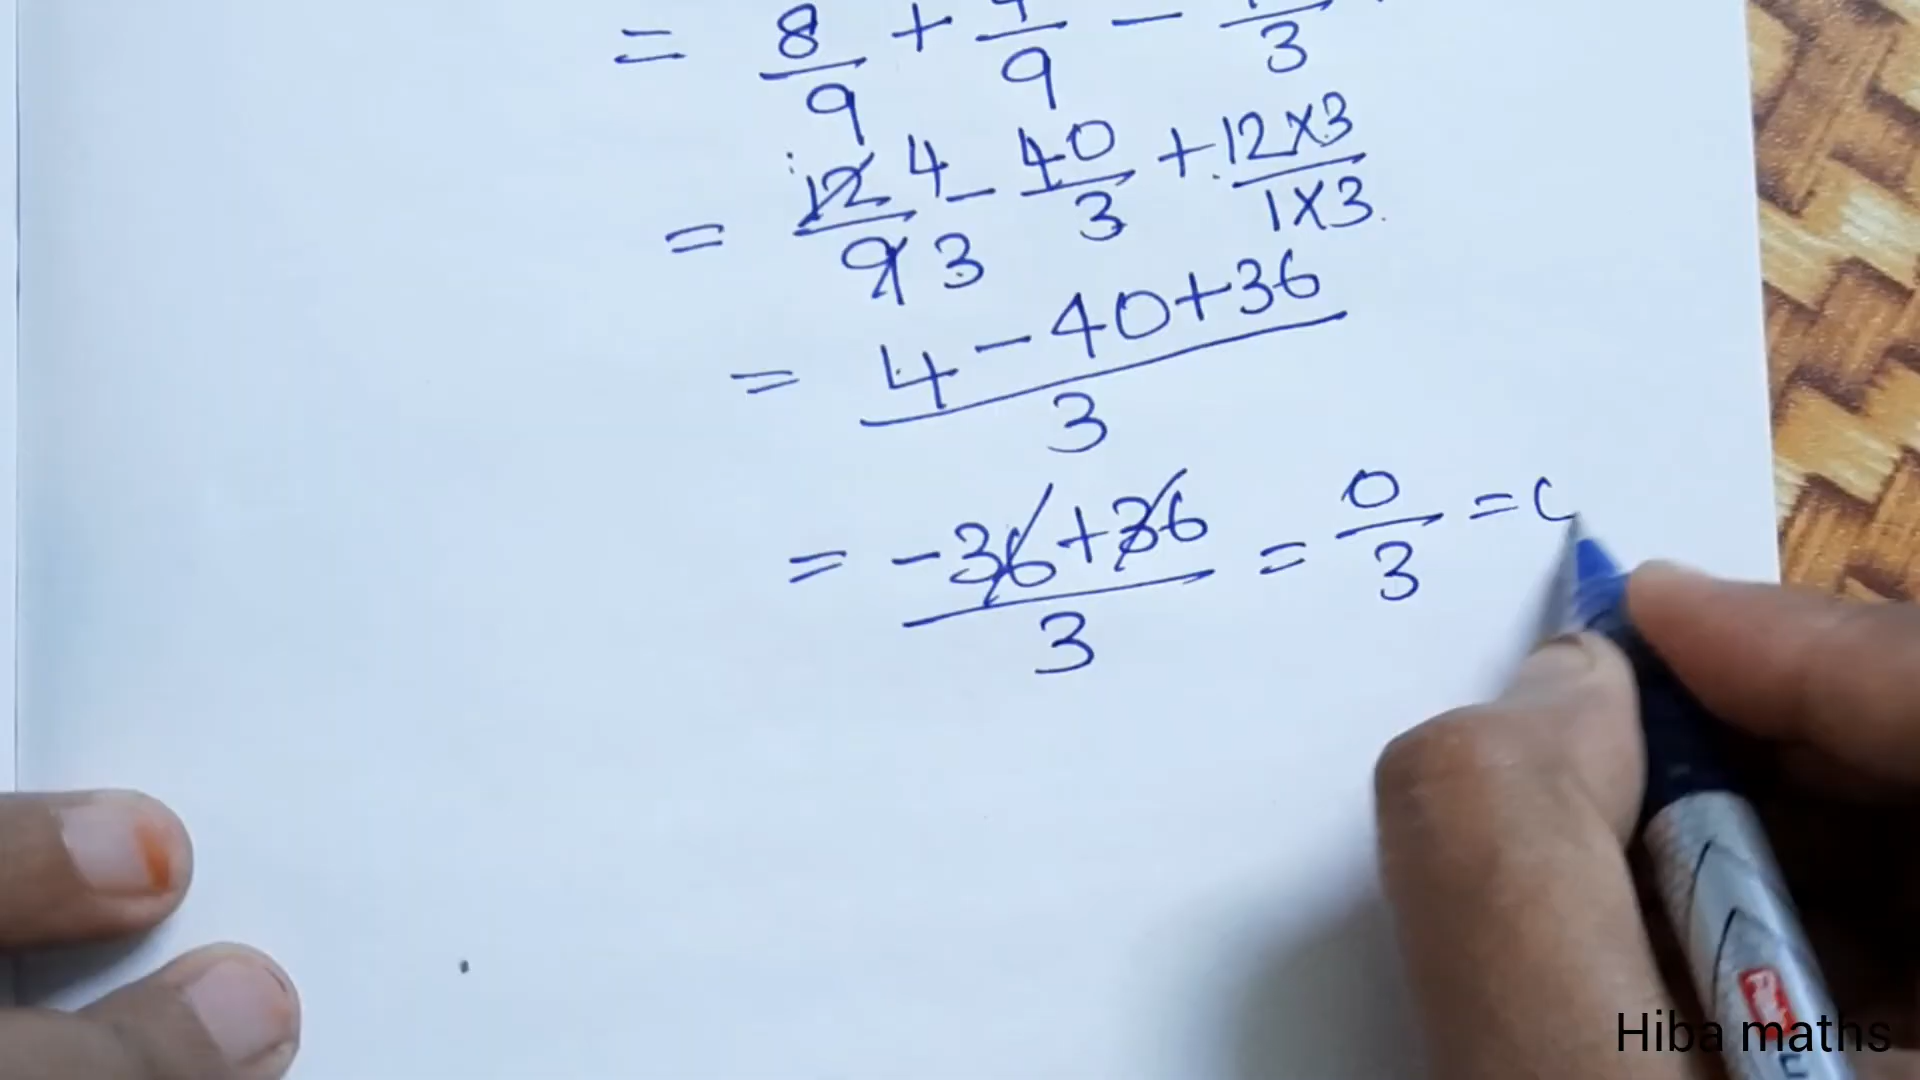 = 8/9 + 4/9 - 40/3
= 12/9 4/3 - 40/3 + 12×3/1×3
= 4-40+36/3
= -36+36/3 = 0/3 = 0
Hiba maths